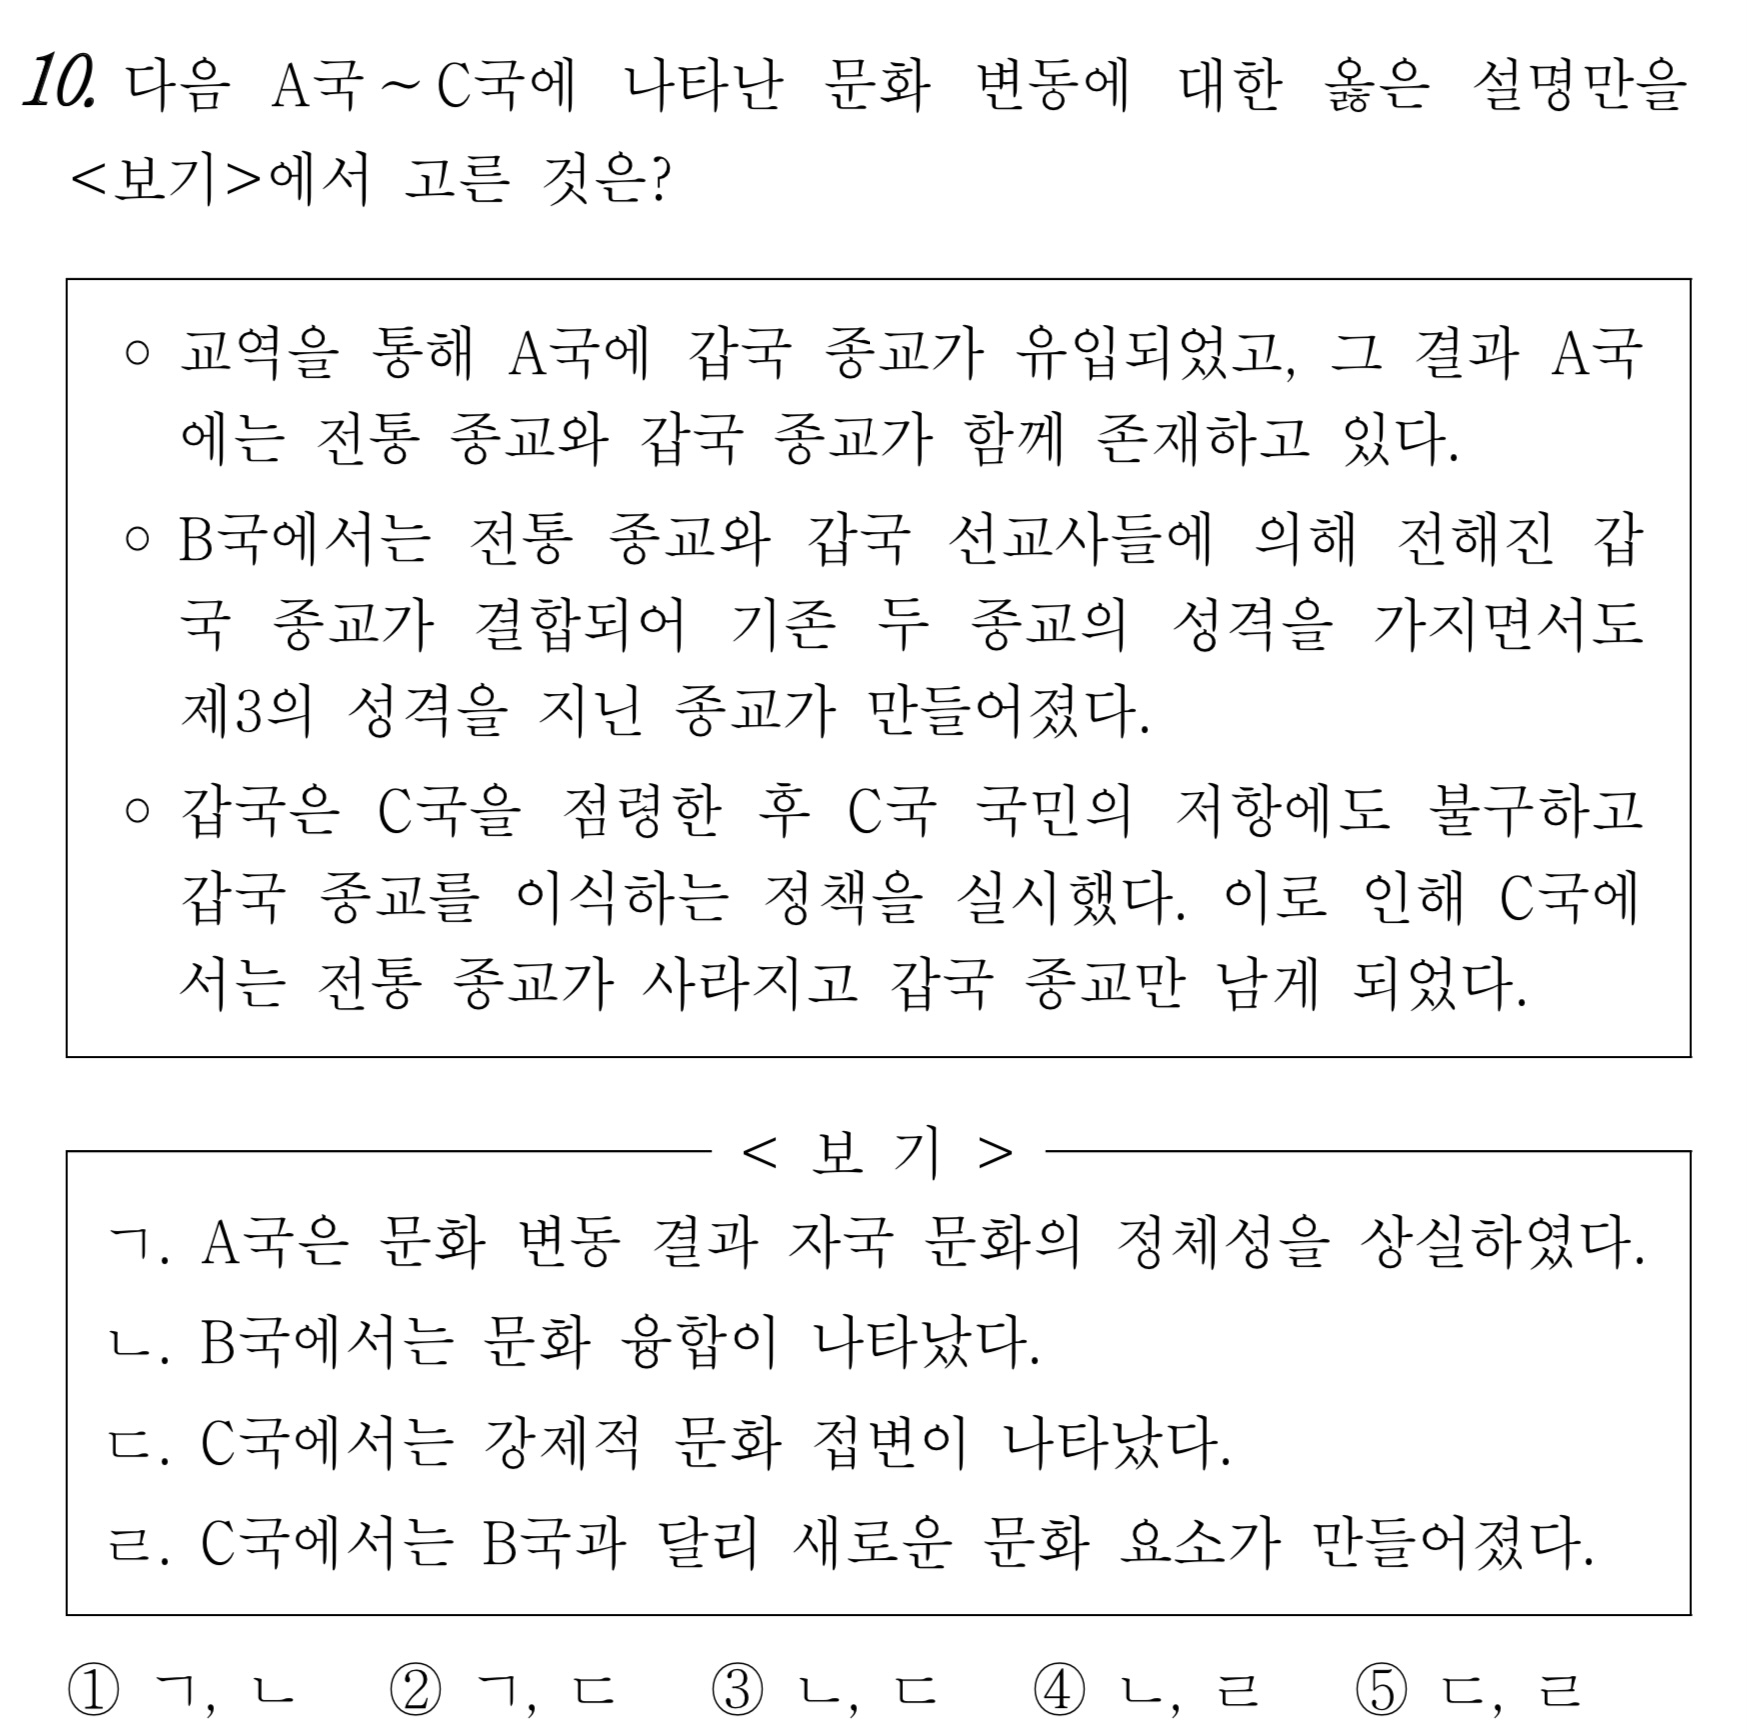 10. 다음 A국~C국에 나타난 문화 변동에 대한 옳은 설명만을
<보기>에서 고른 것은?
○ 교역을 통해 A국에 갑국 종교가 유입되었고, 그 결과 A국
에는 전통 종교와 갑국 종교가 함께 존재하고 있다.
○ B국에서는 전통 종교와 갑국 선교사들에 의해 전해진 갑
국 종교가 결합되어 기존 두 종교의 성격을 가지면서도
제3의 성격을 지닌 종교가 만들어졌다.
○ 갑국은 C국을 점령한 후 C국 국민의 저항에도 불구하고
갑국 종교를 이식하는 정책을 실시했다. 이로 인해 C국에
서는 전통 종교가 사라지고 갑국 종교만 남게 되었다.
< 보 기 >
ㄱ. A국은 문화 변동 결과 자국 문화의 정체성을 상실하였다.
ㄴ. B국에서는 문화 융합이 나타났다.
ㄷ. C국에서는 강제적 문화 접변이 나타났다.
ㄹ. C국에서는 B국과 달리 새로운 문화 요소가 만들어졌다.
① ㄱ, ㄴ ② ㄱ, ㄷ ③ ㄴ, ㄷ ④ ㄴ, ㄹ ⑤ ㄷ, ㄹ